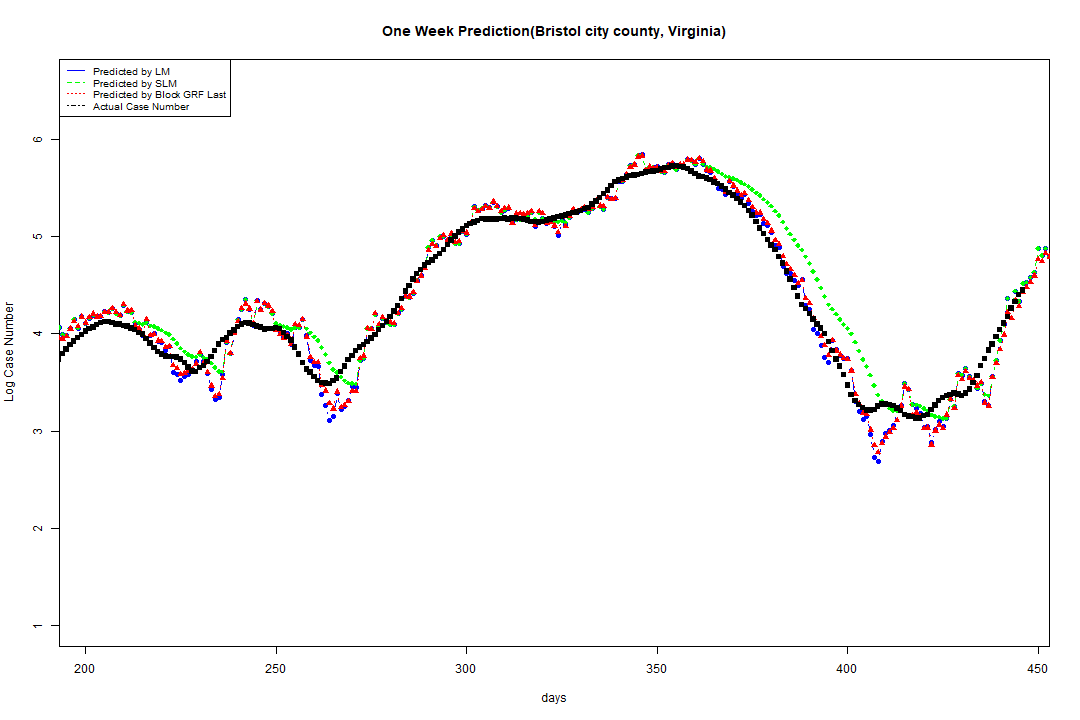 One Week Prediction(Bristol city county, Virginia)
Predicted by LM
Predicted by SLM
Predicted by Block GRF Last
Actual Case Number
Log Case Number
6
5
4
3
2
1
200 250 300 350 400 450
days